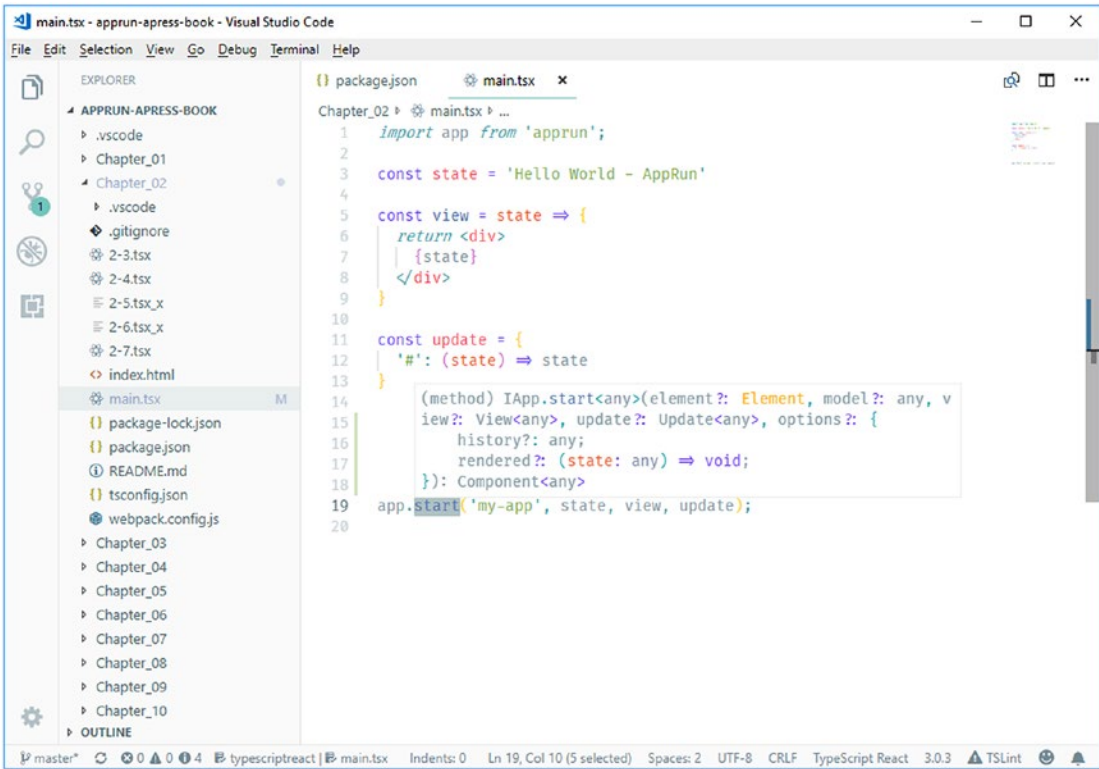 main.tsx - apprun-apress-book - Visual Studio Code
File Edit Selection View Go Debug Terminal Help
EXPLORER
APPRUN-APRESS-BOOK
.vscode
Chapter_01
Chapter_02
.vscode
.gitignore
2-3.tsx
2-4.tsx
2-5.tsx_x
2-6.tsx_x
2-7.tsx
index.html
main.tsx M
package-lock.json
package.json
README.md
tsconfig.json
webpack.config.js
Chapter_03
Chapter_04
Chapter_05
Chapter_06
Chapter_07
Chapter_08
Chapter_09
Chapter_10
OUTLINE
1
{} package.json main.tsx ×
Chapter_02 main.tsx ...
1 import app from 'apprun';
2
3 const state = 'Hello World - AppRun'
4
5 const view = state ⇒ {
6 return <div>
7 {state}
8 </div>
9 }
10
11 const update = {
12 '#': (state) ⇒ state
13 }
14
15
16
17
18
(method) IApp.start<any>(element?: Element, model?: any, v
iew?: View<any>, update?: Update<any>, options?: {
history?: any;
rendered?: (state: any) ⇒ void;
}): Component<any>
19 app.start('my-app', state, view, update);
20
master* 0 0 4 typescriptreact | main.tsx Indents: 0 Ln 19, Col 10 (5 selected) Spaces: 2 UTF-8 CRLF TypeScript React 3.0.3 TSLint